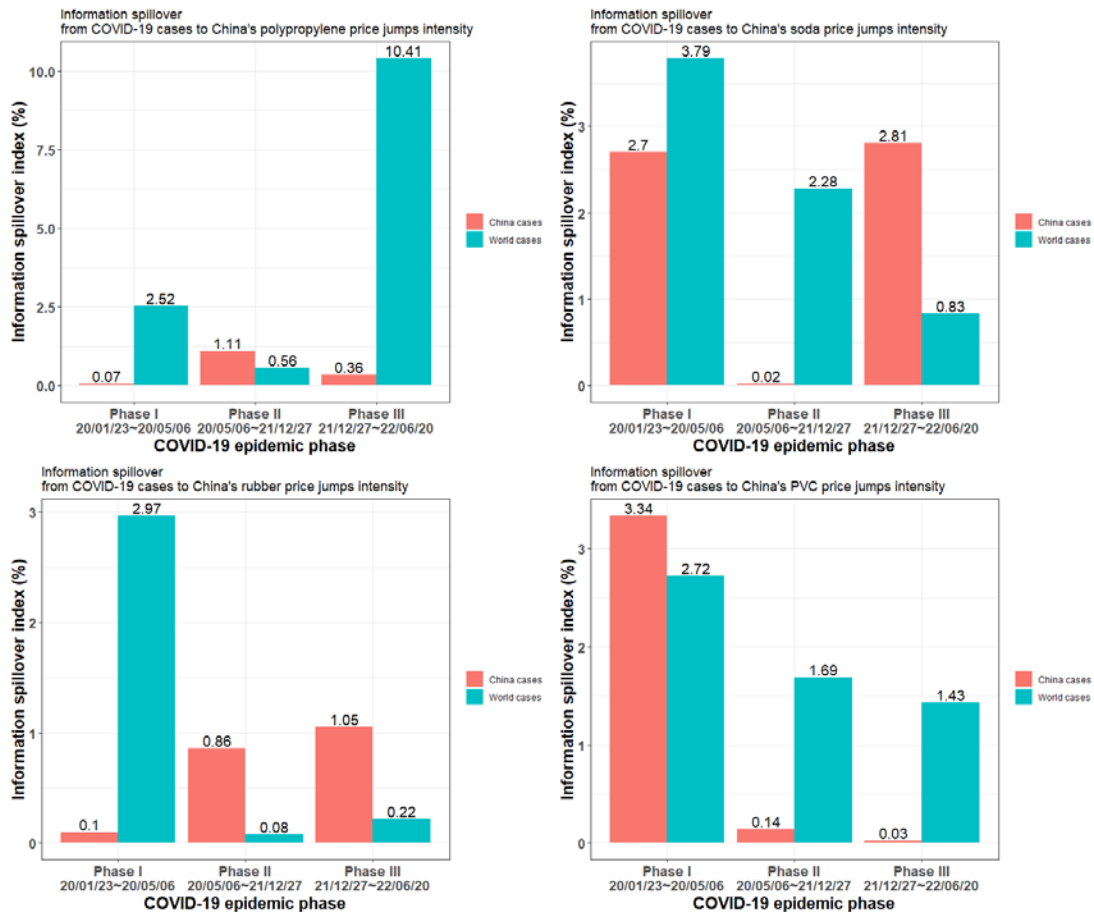 Information spillover
from COVID-19 cases to China's polypropylene price jumps intensity
Information spillover index (%)
10.0
7.5
5.0
2.5
0.0
0.07
2.52
1.11
0.56
0.36
10.41
Phase I
20/01/23~20/05/06
Phase II
20/05/06~21/12/27
Phase III
21/12/27~22/06/20
COVID-19 epidemic phase
China cases
World cases
Information spillover
from COVID-19 cases to China's soda price jumps intensity
Information spillover index (%)
3
2
1
0
2.7
3.79
0.02
2.28
2.81
0.83
Phase I
20/01/23~20/05/06
Phase II
20/05/06~21/12/27
Phase III
21/12/27~22/06/20
COVID-19 epidemic phase
China cases
World cases
Information spillover
from COVID-19 cases to China's rubber price jumps intensity
Information spillover index (%)
3
2
1
0
0.1
2.97
0.86
0.08
1.05
0.22
Phase I
20/01/23~20/05/06
Phase II
20/05/06~21/12/27
Phase III
21/12/27~22/06/20
COVID-19 epidemic phase
China cases
World cases
Information spillover
from COVID-19 cases to China's PVC price jumps intensity
Information spillover index (%)
3
2
1
0
3.34
2.72
0.14
1.69
0.03
1.43
Phase I
20/01/23~20/05/06
Phase II
20/05/06~21/12/27
Phase III
21/12/27~22/06/20
COVID-19 epidemic phase
China cases
World cases